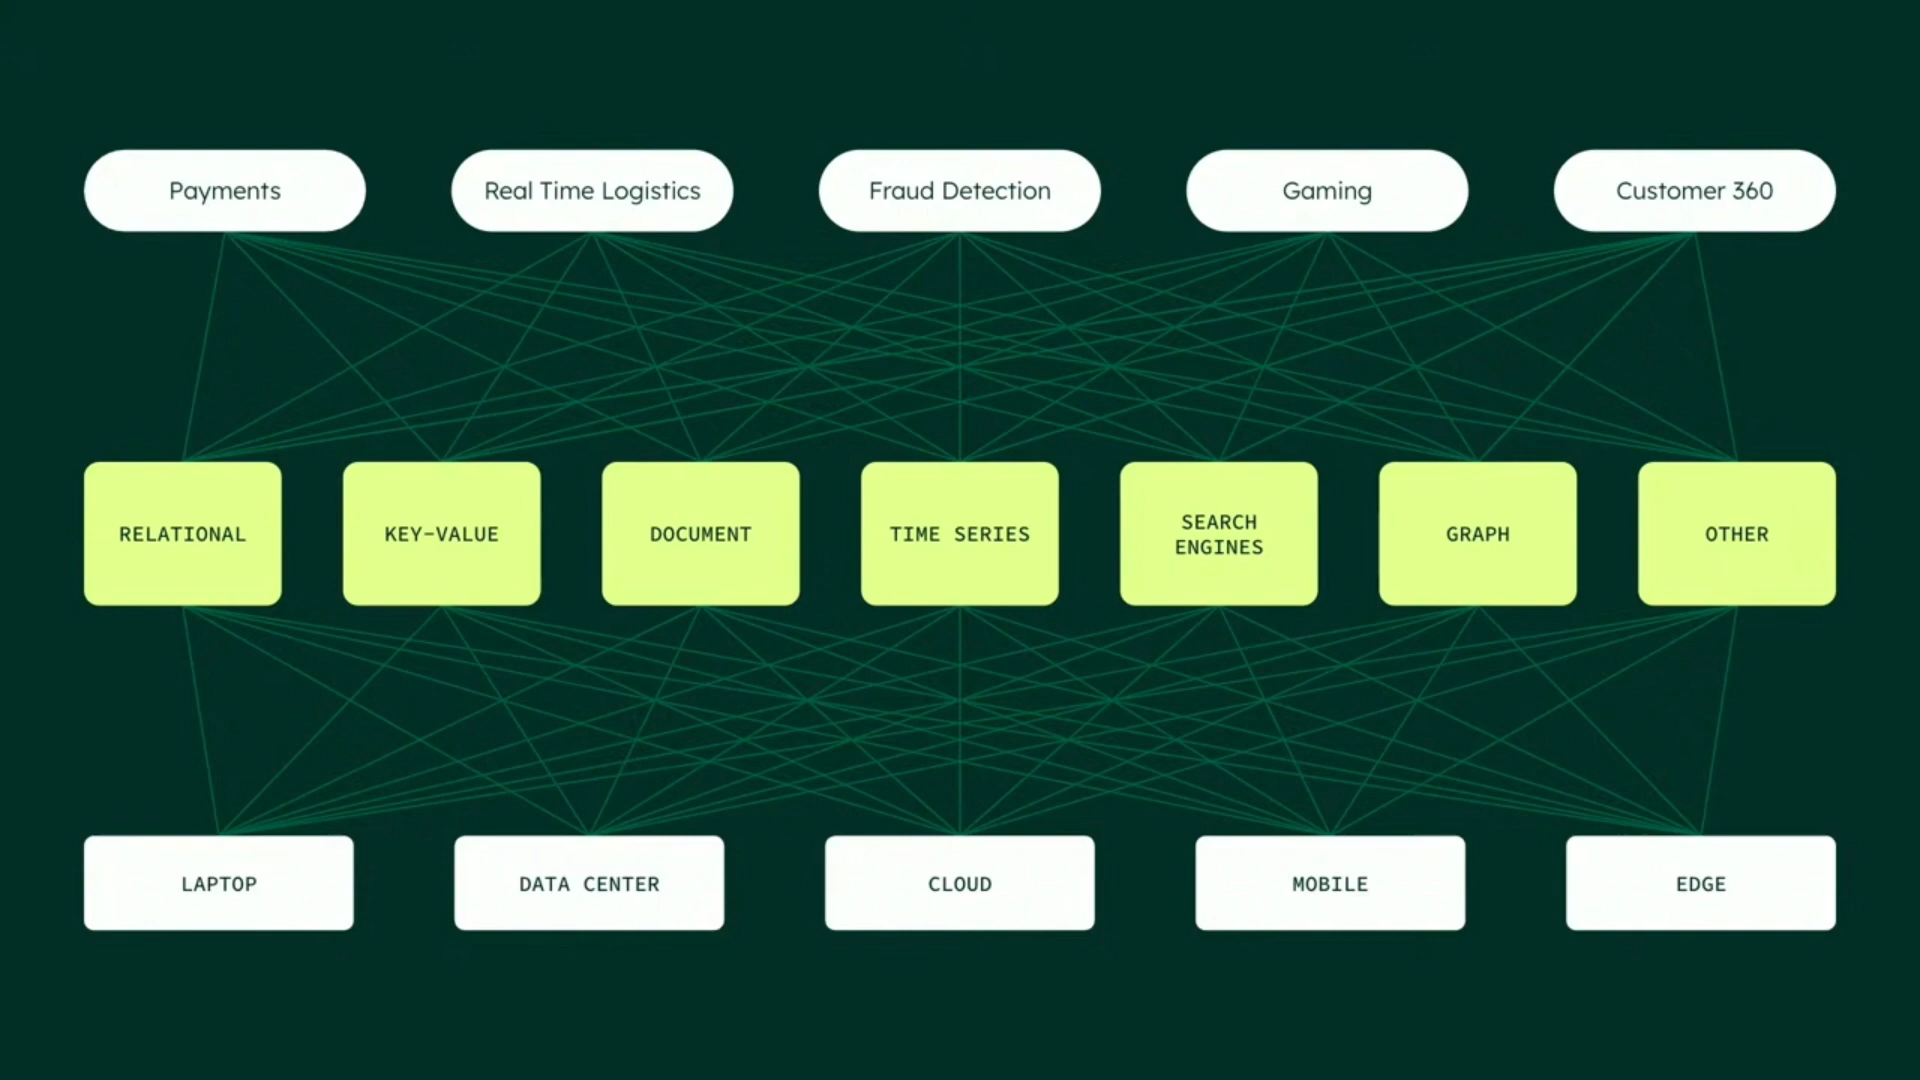 Payments
Real Time Logistics
Fraud Detection
Gaming
Customer 360
RELATIONAL
KEY-VALUE
DOCUMENT
TIME SERIES
SEARCH
ENGINES
GRAPH
OTHER
LAPTOP
DATA CENTER
CLOUD
MOBILE
EDGE